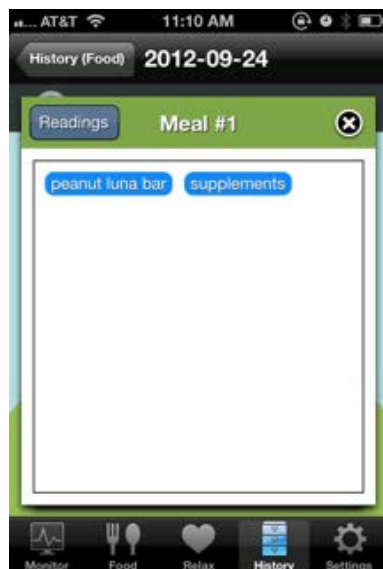 AT&T 11:10 AM
History (Food) 2012-09-24
Readings Meal #1
peanut luna bar supplements
Monitor Food Relax History Settings